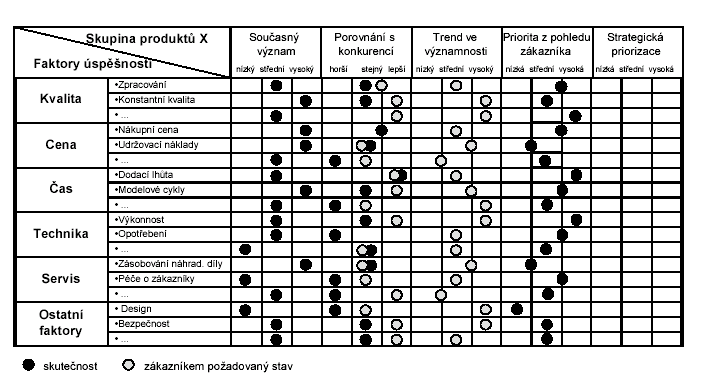 Skupina produktů X
Faktory úspěšnosti
Současný význam
Porovnání s konkurencí
Trend ve významnosti
Priorita z pohledu zákazníka
Strategická priorizace
nízký střední vysoký
horší stejný lepší
nízký střední vysoký
nízká střední vysoká
nízká střední vysoká
Kvalita
•Zpracování
•Konstantní kvalita
• ...
Cena
•Nákupní cena
•Udržovací náklady
• ...
Čas
•Dodací lhůta
•Modelové cykly
• ...
Technika
•Výkonnost
•Opotřebení
• ...
Servis
•Zásobování náhrad. díly
•Péče o zákazníky
• ...
Ostatní faktory
• Design
•Bezpečnost
• ...
skutečnost
zákazníkem požadovaný stav